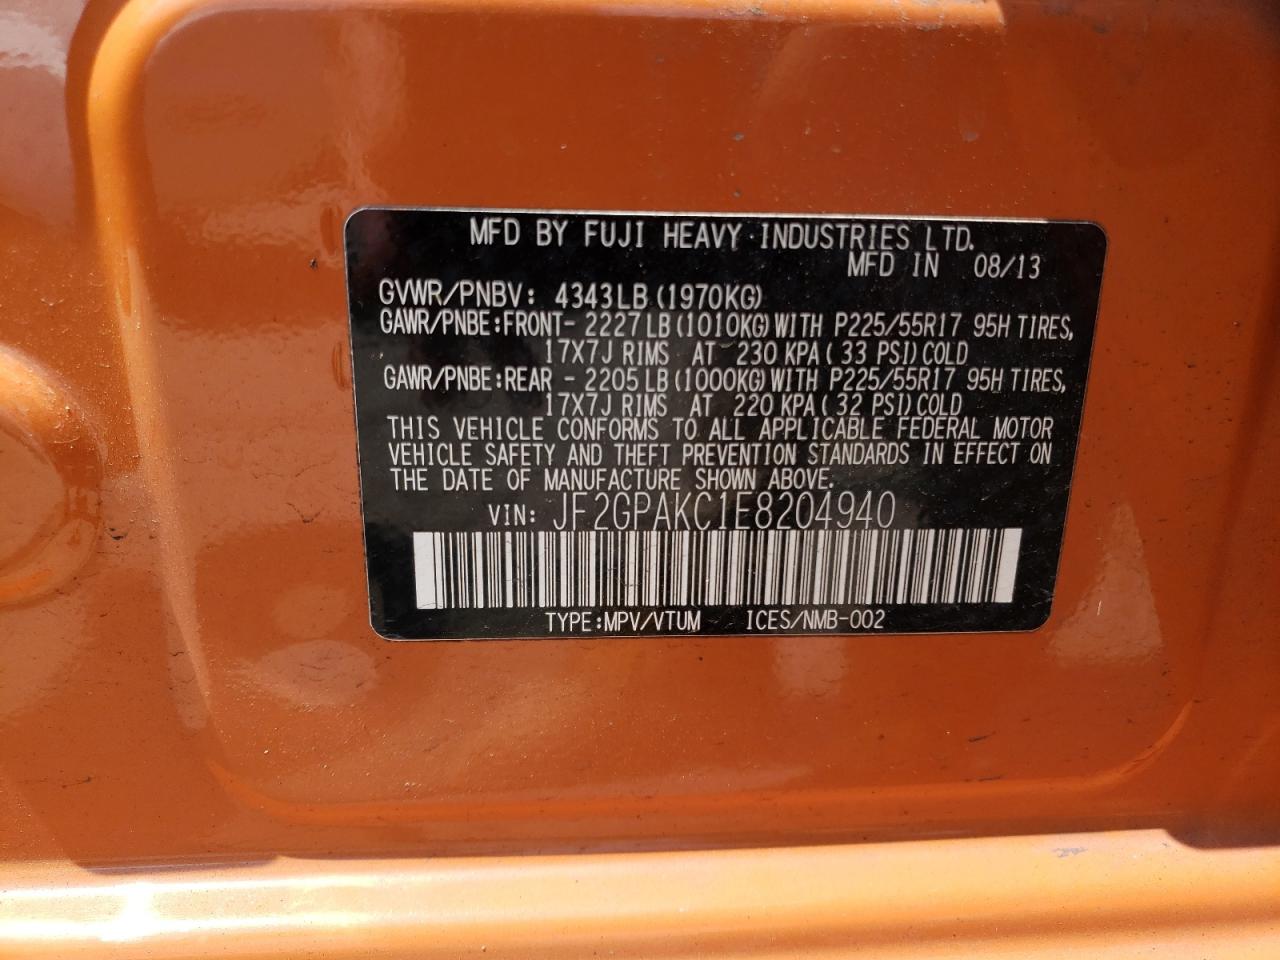 MFD BY FUJI HEAVY INDUSTRIES LTD.
MFD IN 08/13
GVWR/PNBV: 4343LB(1970KG)
GAWR/PNBE:FRONT- 2227LB(1010KG)WITH P225/55R17 95H TIRES,
17X7J RIMS AT 230 KPA( 33 PSI)COLD
GAWR/PNBE:REAR - 2205LB(1000KG)WITH P225/55R17 95H TIRES,
17X7J RIMS AT 220 KPA( 32 PSI)COLD
THIS VEHICLE CONFORMS TO ALL APPLICABLE FEDERAL MOTOR
VEHICLE SAFETY AND THEFT PREVENTION STANDARDS IN EFFECT ON
THE DATE OF MANUFACTURE SHOWN ABOVE.
VIN: JF2GPAKC1E8204940
TYPE:MPV/VTUM ICES/NMB-002